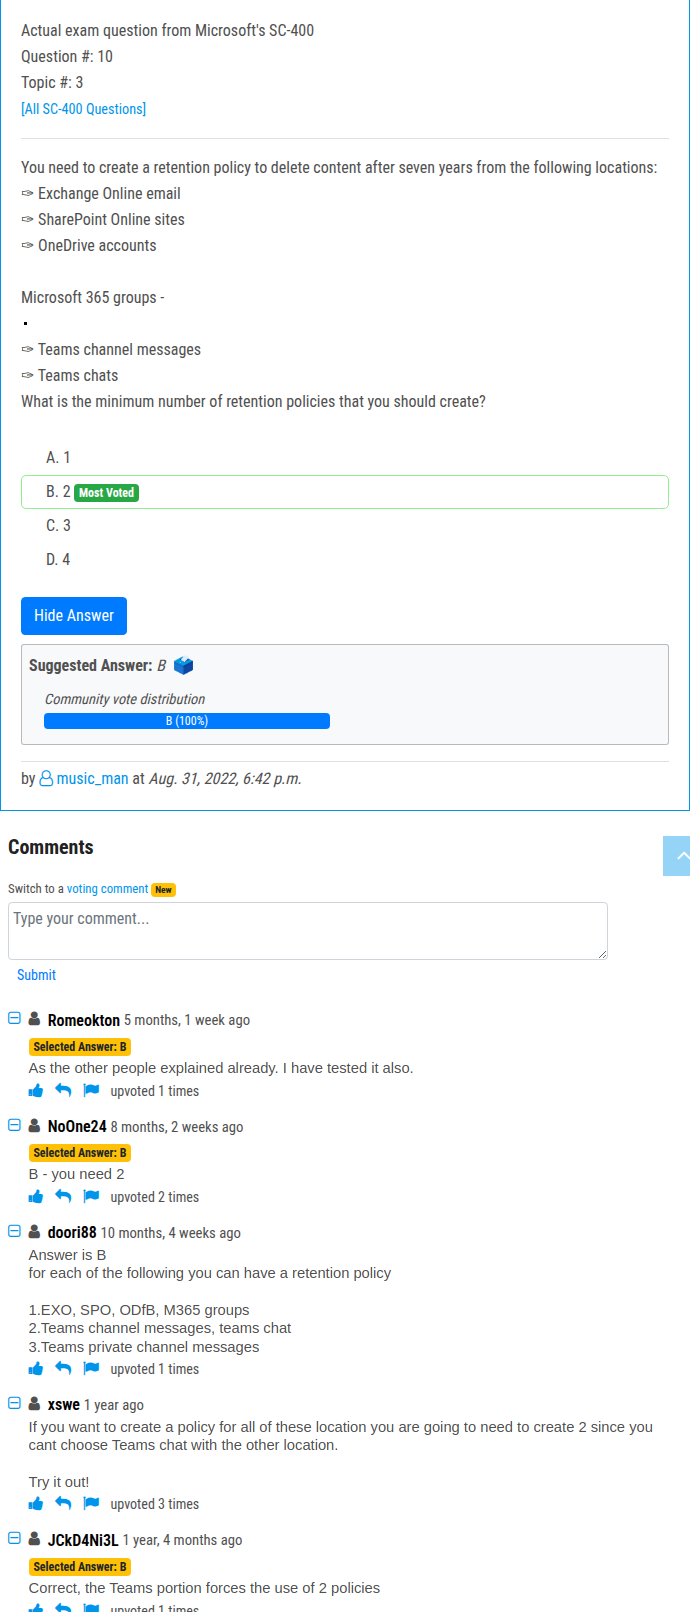 Actual exam question from Microsoft's SC-400
Question #: 10
Topic #: 3
[All SC-400 Questions]
You need to create a retention policy to delete content after seven years from the following locations:
✑ Exchange Online email
✑ SharePoint Online sites
✑ OneDrive accounts
Microsoft 365 groups -
▪
✑ Teams channel messages
✑ Teams chats
What is the minimum number of retention policies that you should create?
A. 1
B. 2 Most Voted
C. 3
D. 4
Hide Answer
Suggested Answer: B
Community vote distribution
B (100%)
by music_man at Aug. 31, 2022, 6:42 p.m.
Comments
Switch to a voting comment New
Type your comment...
Submit
Romeokton 5 months, 1 week ago
Selected Answer: B
As the other people explained already. I have tested it also.
upvoted 1 times
NoOne24 8 months, 2 weeks ago
Selected Answer: B
B - you need 2
upvoted 2 times
doori88 10 months, 4 weeks ago
Answer is B
for each of the following you can have a retention policy
1.EXO, SPO, ODfB, M365 groups
2.Teams channel messages, teams chat
3.Teams private channel messages
upvoted 1 times
xswe 1 year ago
If you want to create a policy for all of these location you are going to need to create 2 since you
cant choose Teams chat with the other location.
Try it out!
upvoted 3 times
JCkD4Ni3L 1 year, 4 months ago
Selected Answer: B
Correct, the Teams portion forces the use of 2 policies
upvoted 1 times